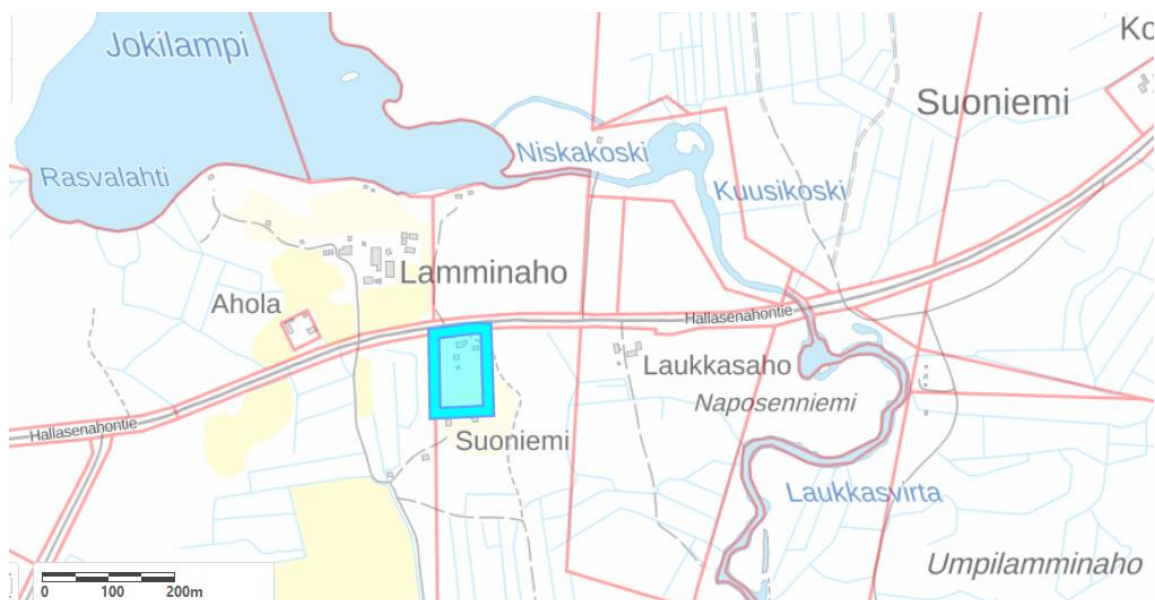 Jokilampi
Ko
Suoniemi
Niskakoski
Rasvalahti
Kuusikoski
Lamminaho
Ahola
Hallasenahontie
Laukkasaho
Naposenniemi
Hallasenahontie
Suoniemi
Laukkasvirta
Umpilamminaho
0 100 200m